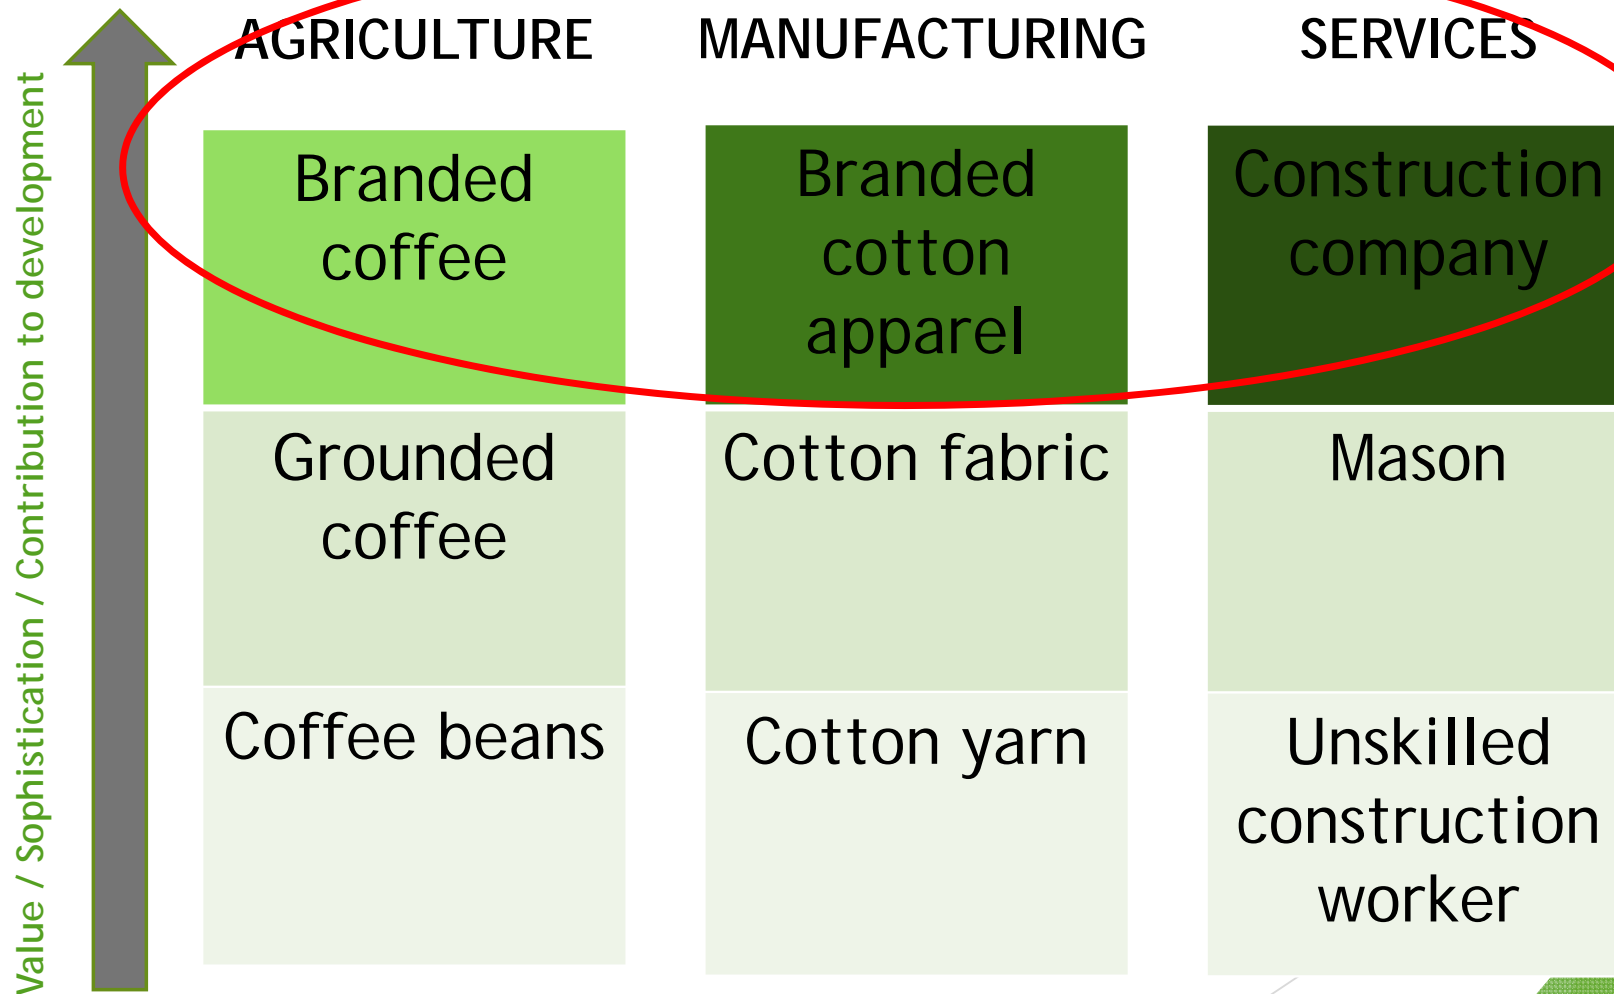 Value / Sophistication / Contribution to development
AGRICULTURE
MANUFACTURING
SERVICES
Branded
coffee
Branded
cotton
apparel
Construction
company
Grounded
coffee
Cotton fabric
Mason
Coffee beans
Cotton yarn
Unskilled
construction
worker